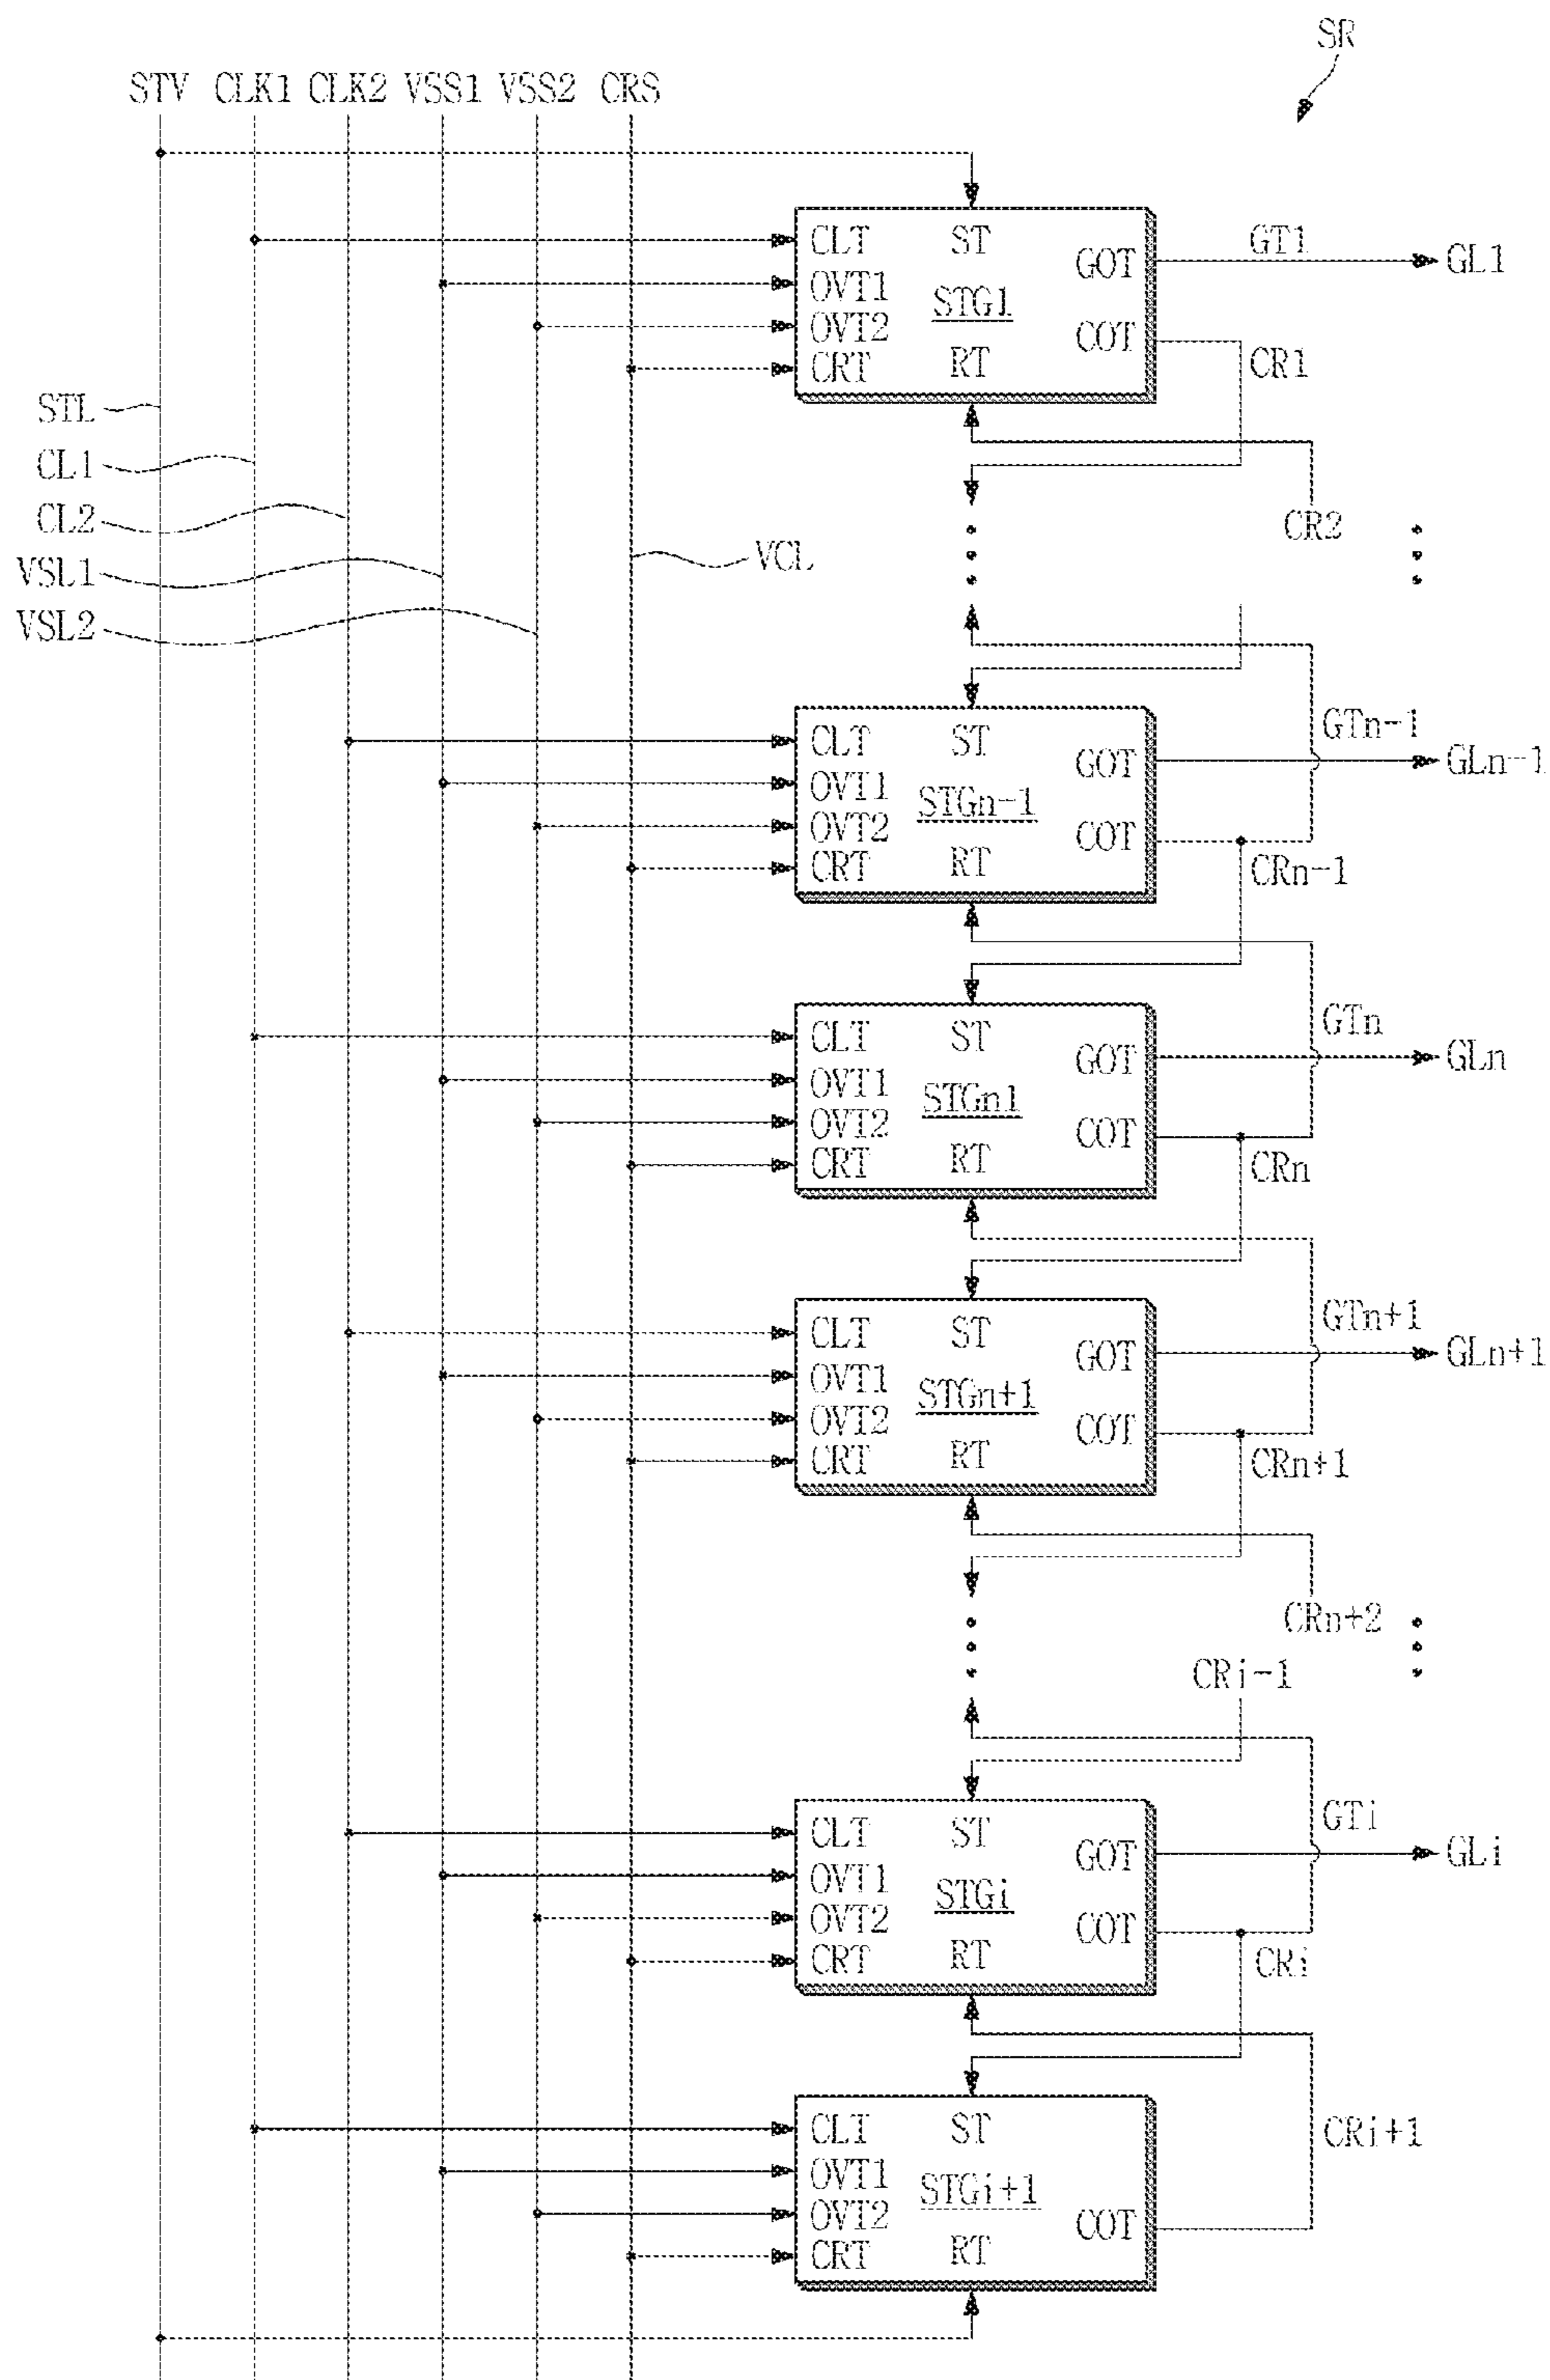 SR
STV CLK1 CLK2 VSS1 VSS2 CRS
CLT ST GOT GT1 GL1
OVT1 STG1
OVT2 COT
CRT RT CR1
STL
CL1
CL2 CR2
VSL1 VCL
VSL2
CLT ST GOT GTn-1 GLn-1
OVT1 STGn-1
OVT2 COT
CRT RT CRn-1
CLT ST GOT GTn GLn
OVT1 STGn1
OVT2 COT
CRT RT CRn
CLT ST GOT GTn+1 GLn+1
OVT1 STGn+1
OVT2 COT
CRT RT CRn+1
CRn+2
CRi-1
CLT ST GOT GTi GLi
OVT1 STGi
OVT2 COT
CRT RT CRi
CLT ST CRi+1
OVT1 STGi+1
OVT2 COT
CRT RT